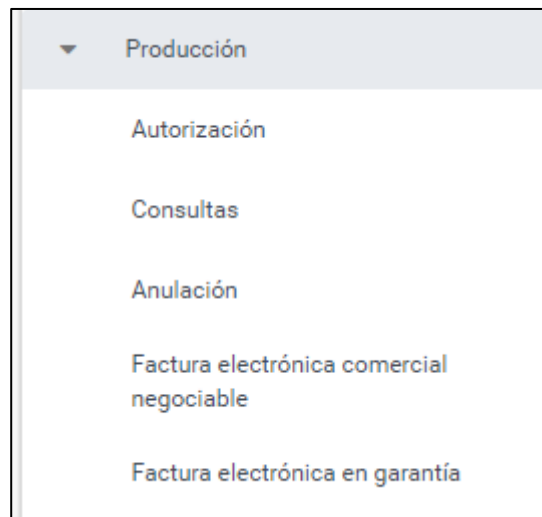 Producción
Autorización
Consultas
Anulación
Factura electrónica comercial
negociable
Factura electrónica en garantía